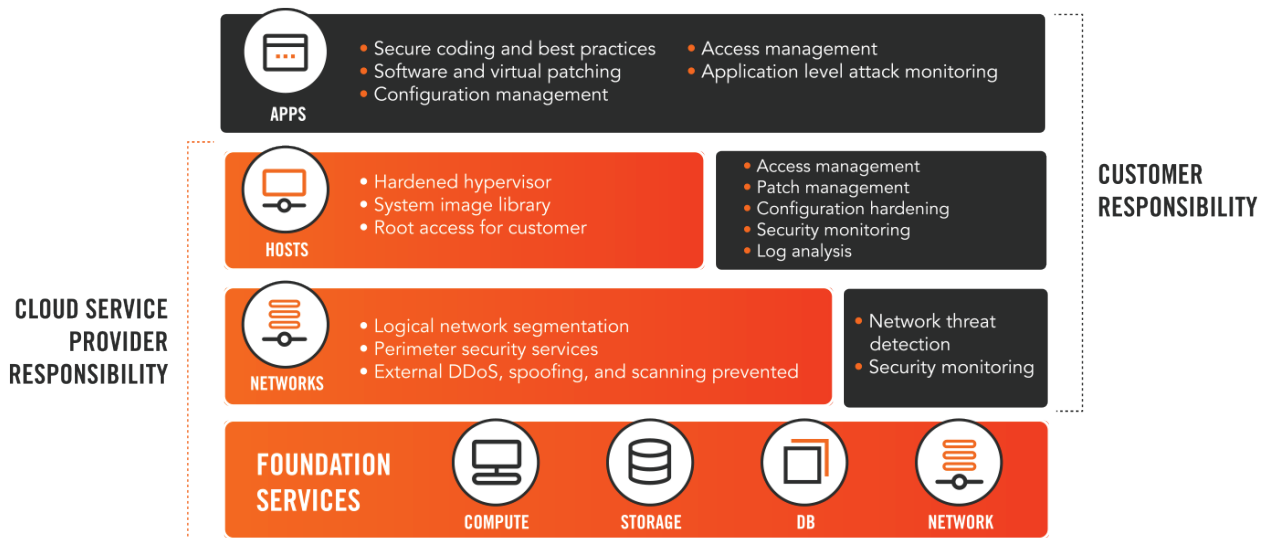 • Secure coding and best practices
• Software and virtual patching
• Configuration management
• Access management
• Application level attack monitoring
APPS
• Hardened hypervisor
• System image library
• Root access for customer
HOSTS
• Access management
• Patch management
• Configuration hardening
• Security monitoring
• Log analysis
CUSTOMER
RESPONSIBILITY
CLOUD SERVICE
PROVIDER
RESPONSIBILITY
• Logical network segmentation
• Perimeter security services
• External DDoS, spoofing, and scanning prevented
NETWORKS
• Network threat
detection
• Security monitoring
FOUNDATION
SERVICES
COMPUTE
STORAGE
DB
NETWORK